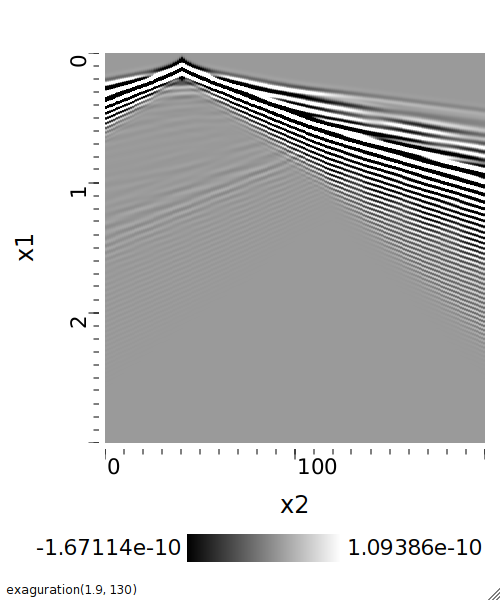 0
1
2
x1
0
100
x2
-1.67114e-10
1.09386e-10
exaguration(1.9, 130)